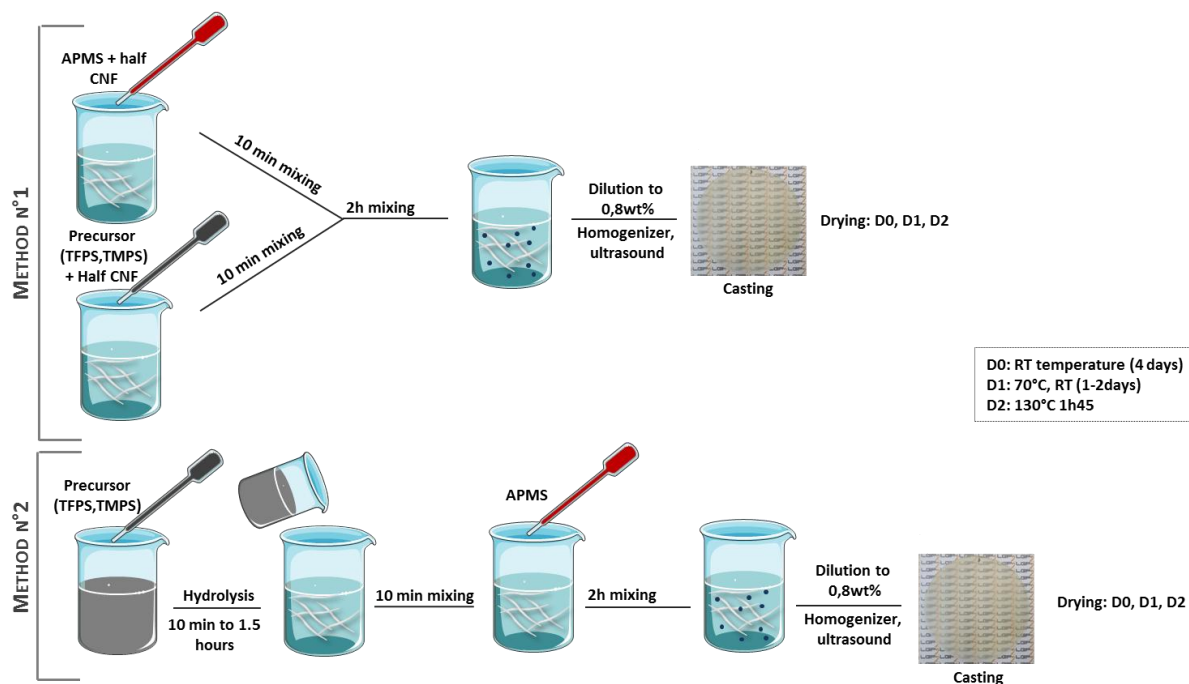 METHOD N°1
APMS + half
CNF
10 min mixing
Precursor
(TFPS,TMPS)
+ Half CNF
10 min mixing
2h mixing
Dilution to
0,8wt%
Homogenizer,
ultrasound
Casting
Drying: D0, D1, D2
D0: RT temperature (4 days)
D1: 70°C, RT (1-2days)
D2: 130°C 1h45
METHOD N°2
Precursor
(TFPS,TMPS)
Hydrolysis
10 min to 1.5
hours
10 min mixing
APMS
2h mixing
Dilution to
0,8wt%
Homogenizer,
ultrasound
Casting
Drying: D0, D1, D2